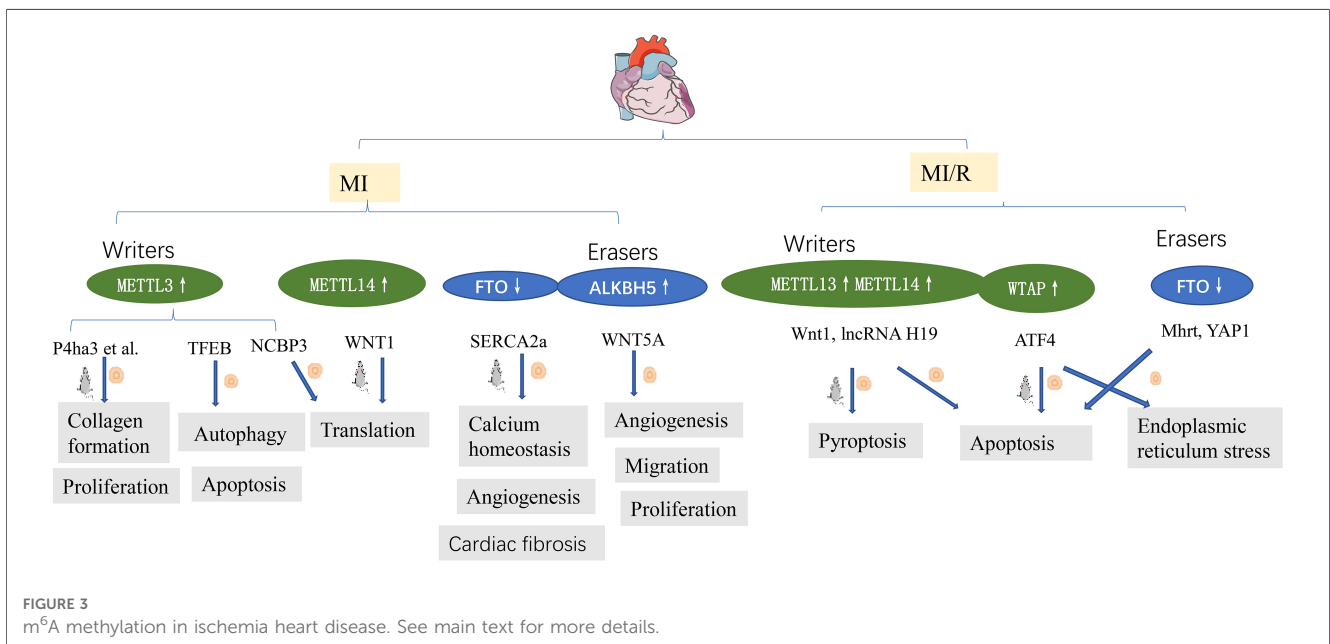 MI
MI/R
Writers
Erasers
Writers
Erasers
METTL3 ↑
METTL14 ↑
FTO ↓
ALKBH5 ↑
METTL13 ↑ METTL14 ↑
WTAP ↑
FTO ↓
P4ha3 et al.
TFEB
NCBP3
WNT1
SERCA2a
WNT5A
Wnt1, lncRNA H19
ATF4
Mhrt, YAP1
Collagen
formation
Proliferation
Autophagy
Apoptosis
Translation
Calcium
homeostasis
Angiogenesis
Cardiac fibrosis
Angiogenesis
Migration
Proliferation
Pyroptosis
Apoptosis
Endoplasmic
reticulum stress
FIGURE 3
m⁶A methylation in ischemia heart disease. See main text for more details.